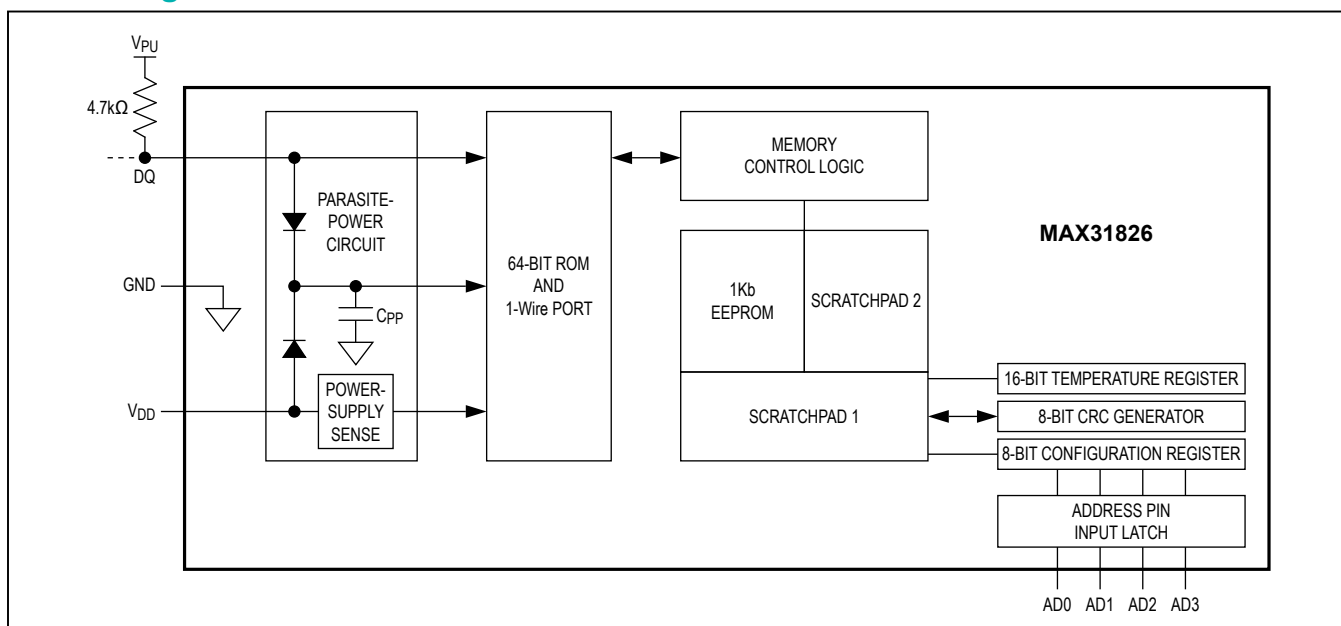 VPU
4.7kΩ
DQ
GND
VDD
PARASITE-
POWER
CIRCUIT
CPP
POWER-
SUPPLY
SENSE
64-BIT ROM
AND
1-Wire PORT
MEMORY
CONTROL LOGIC
1Kb
EEPROM
SCRATCHPAD 2
SCRATCHPAD 1
MAX31826
16-BIT TEMPERATURE REGISTER
8-BIT CRC GENERATOR
8-BIT CONFIGURATION REGISTER
ADDRESS PIN
INPUT LATCH
AD0 AD1 AD2 AD3